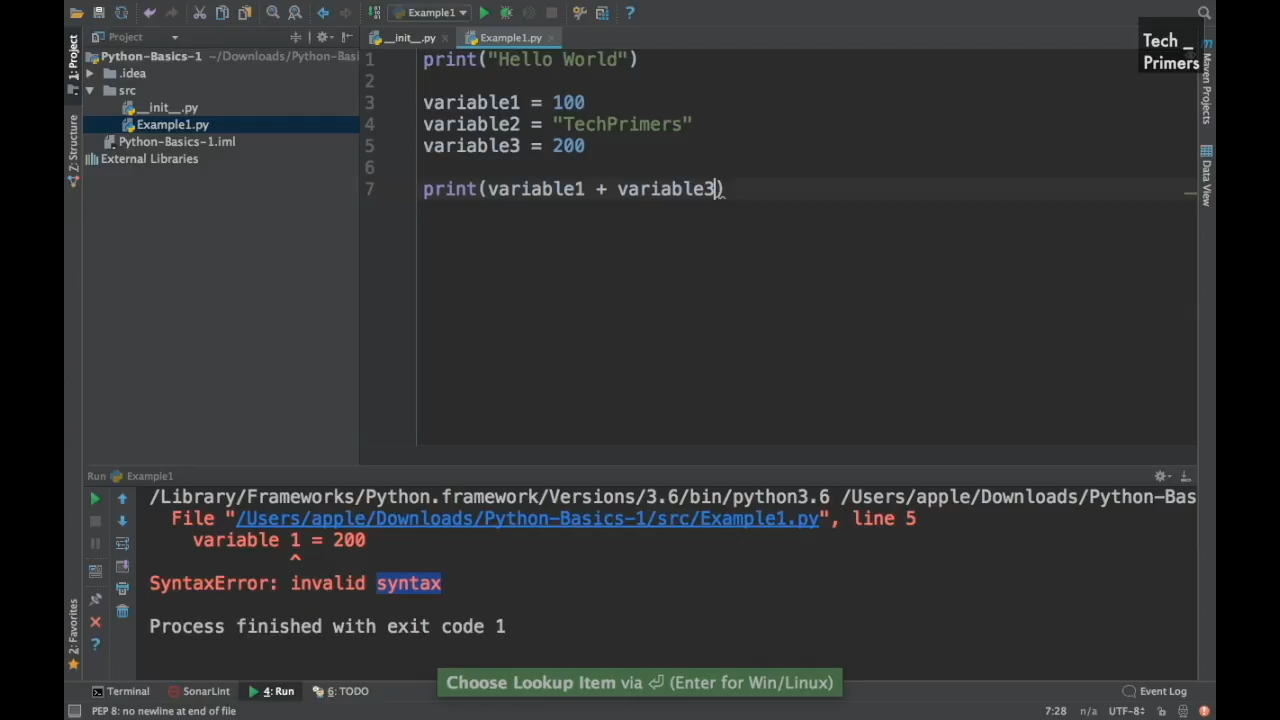 Example1
Tech _
Primers
1: Project
Project
__init__.py
Example1.py
Python-Basics-1 ~/Downloads/Python-Basi
.idea
src
__init__.py
Example1.py
Python-Basics-1.iml
External Libraries
1 print("Hello World")
2
3 variable1 = 100
4 variable2 = "TechPrimers"
5 variable3 = 200
6
7 print(variable1 + variable3)
Maven Projects
Data View
7: Structure
2: Favorites
Run Example1
/Library/Frameworks/Python.framework/Versions/3.6/bin/python3.6 /Users/apple/Downloads/Python-Bas
File "/Users/apple/Downloads/Python-Basics-1/src/Example1.py", line 5
variable 1 = 200
^
SyntaxError: invalid syntax
Process finished with exit code 1
Choose Lookup Item via ⏎ (Enter for Win/Linux)
Terminal SonarLint 4: Run 6: TODO Event Log
PEP 8: no newline at end of file 7:28 n/a UTF-8